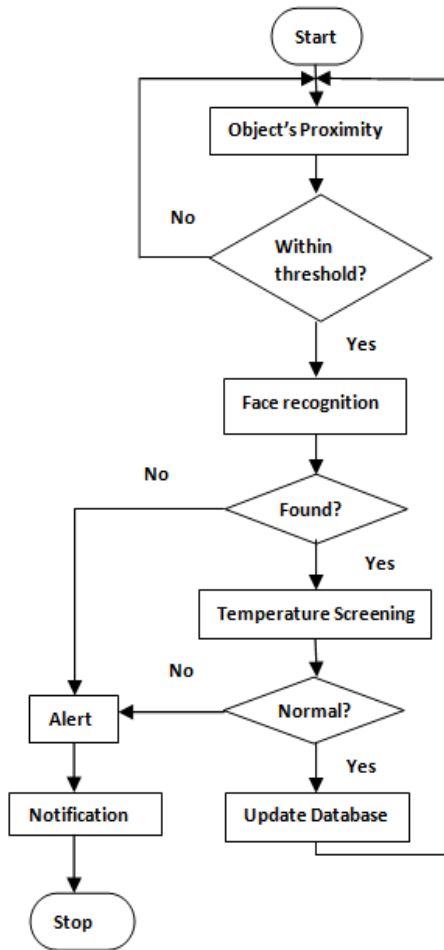 Start
Object's Proximity
No
Within
threshold?
Yes
Face recognition
No
Found?
Yes
Temperature Screening
No
Normal?
Alert
Yes
Notification
Update Database
Stop